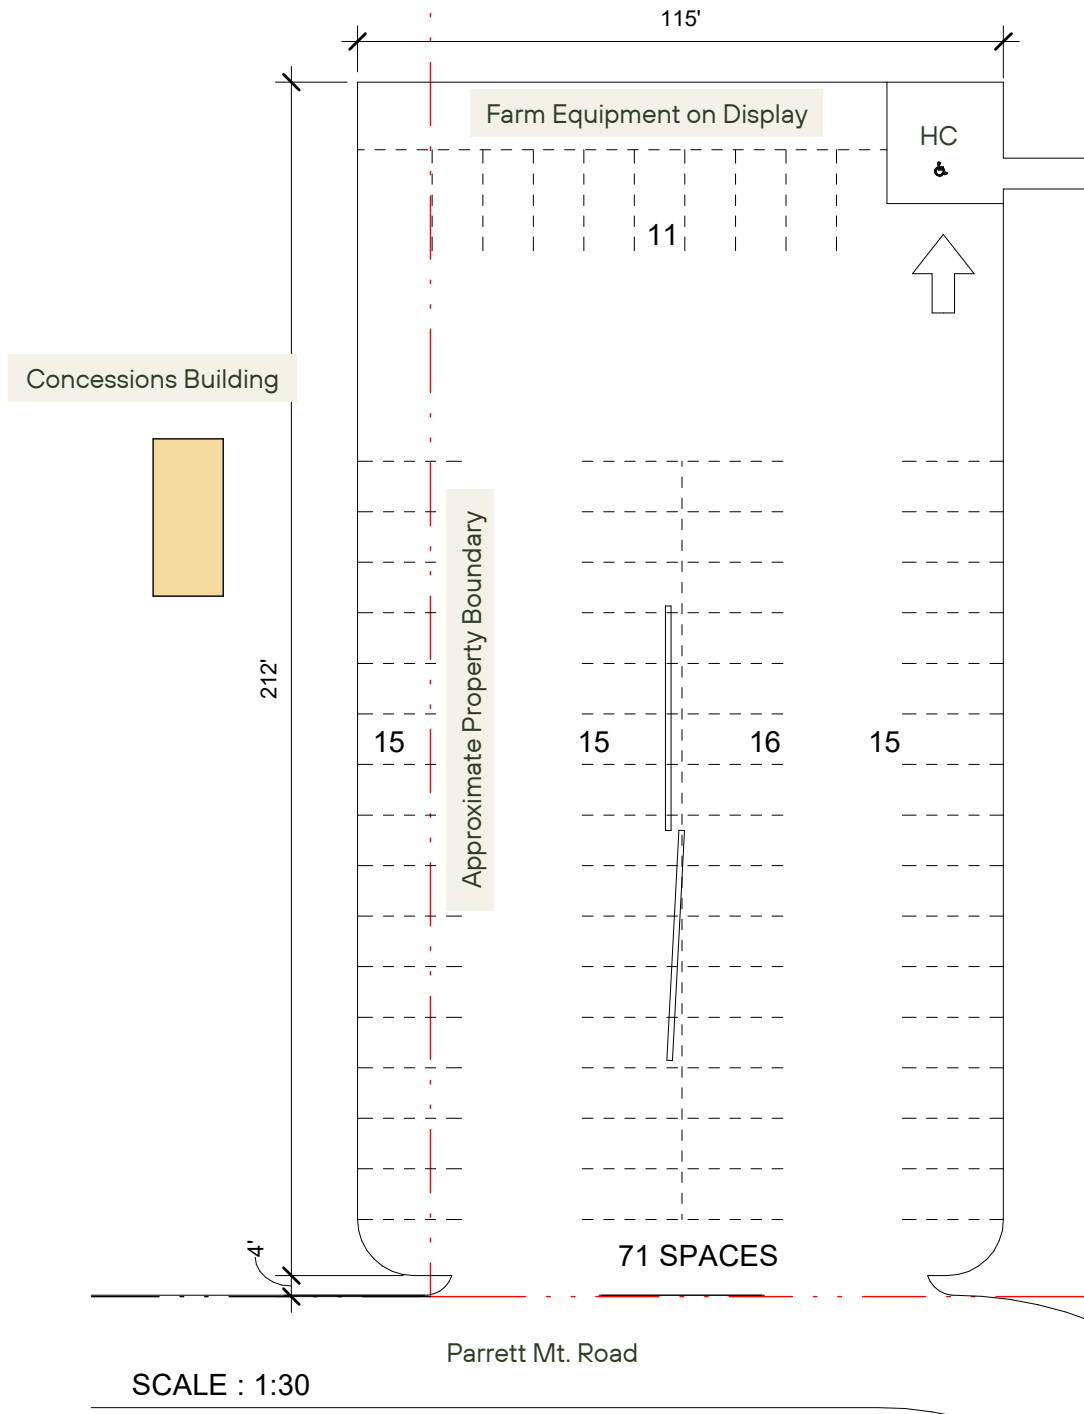 115'
Farm Equipment on Display
HC
11
Concessions Building
Approximate Property Boundary
212'
15
15
16
15
4'
71 SPACES
Parrett Mt. Road
SCALE : 1:30